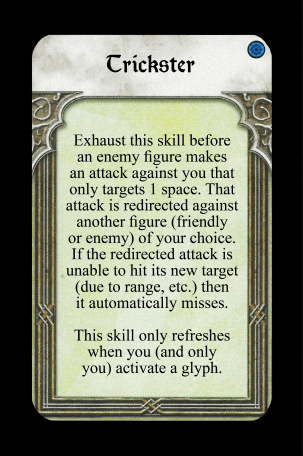 Trickster
Exhaust this skill before
an enemy figure makes
an attack against you that
only targets 1 space. That
attack is redirected against
another figure (friendly
or enemy) of your choice.
If the redirected attack is
unable to hit its new target
(due to range, etc.) then
it automatically misses.
This skill only refreshes
when you (and only
you) activate a glyph.